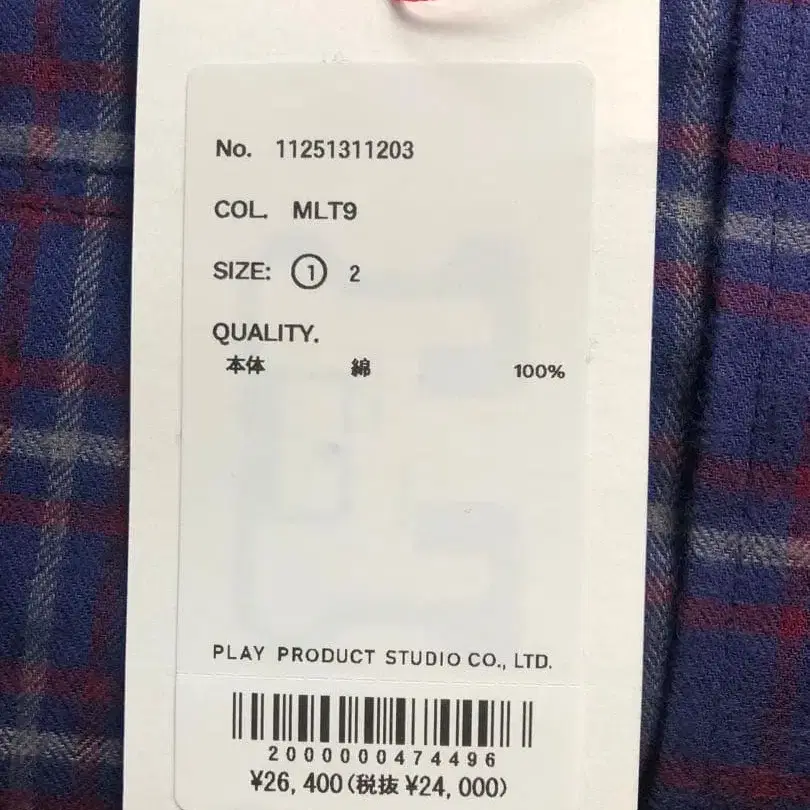 No. 11251311203
COL. MLT9
SIZE: ① 2
QUALITY.
本体 綿 100%
PLAY PRODUCT STUDIO CO., LTD.
2000000474496
¥26,400(税抜 ¥24,000)